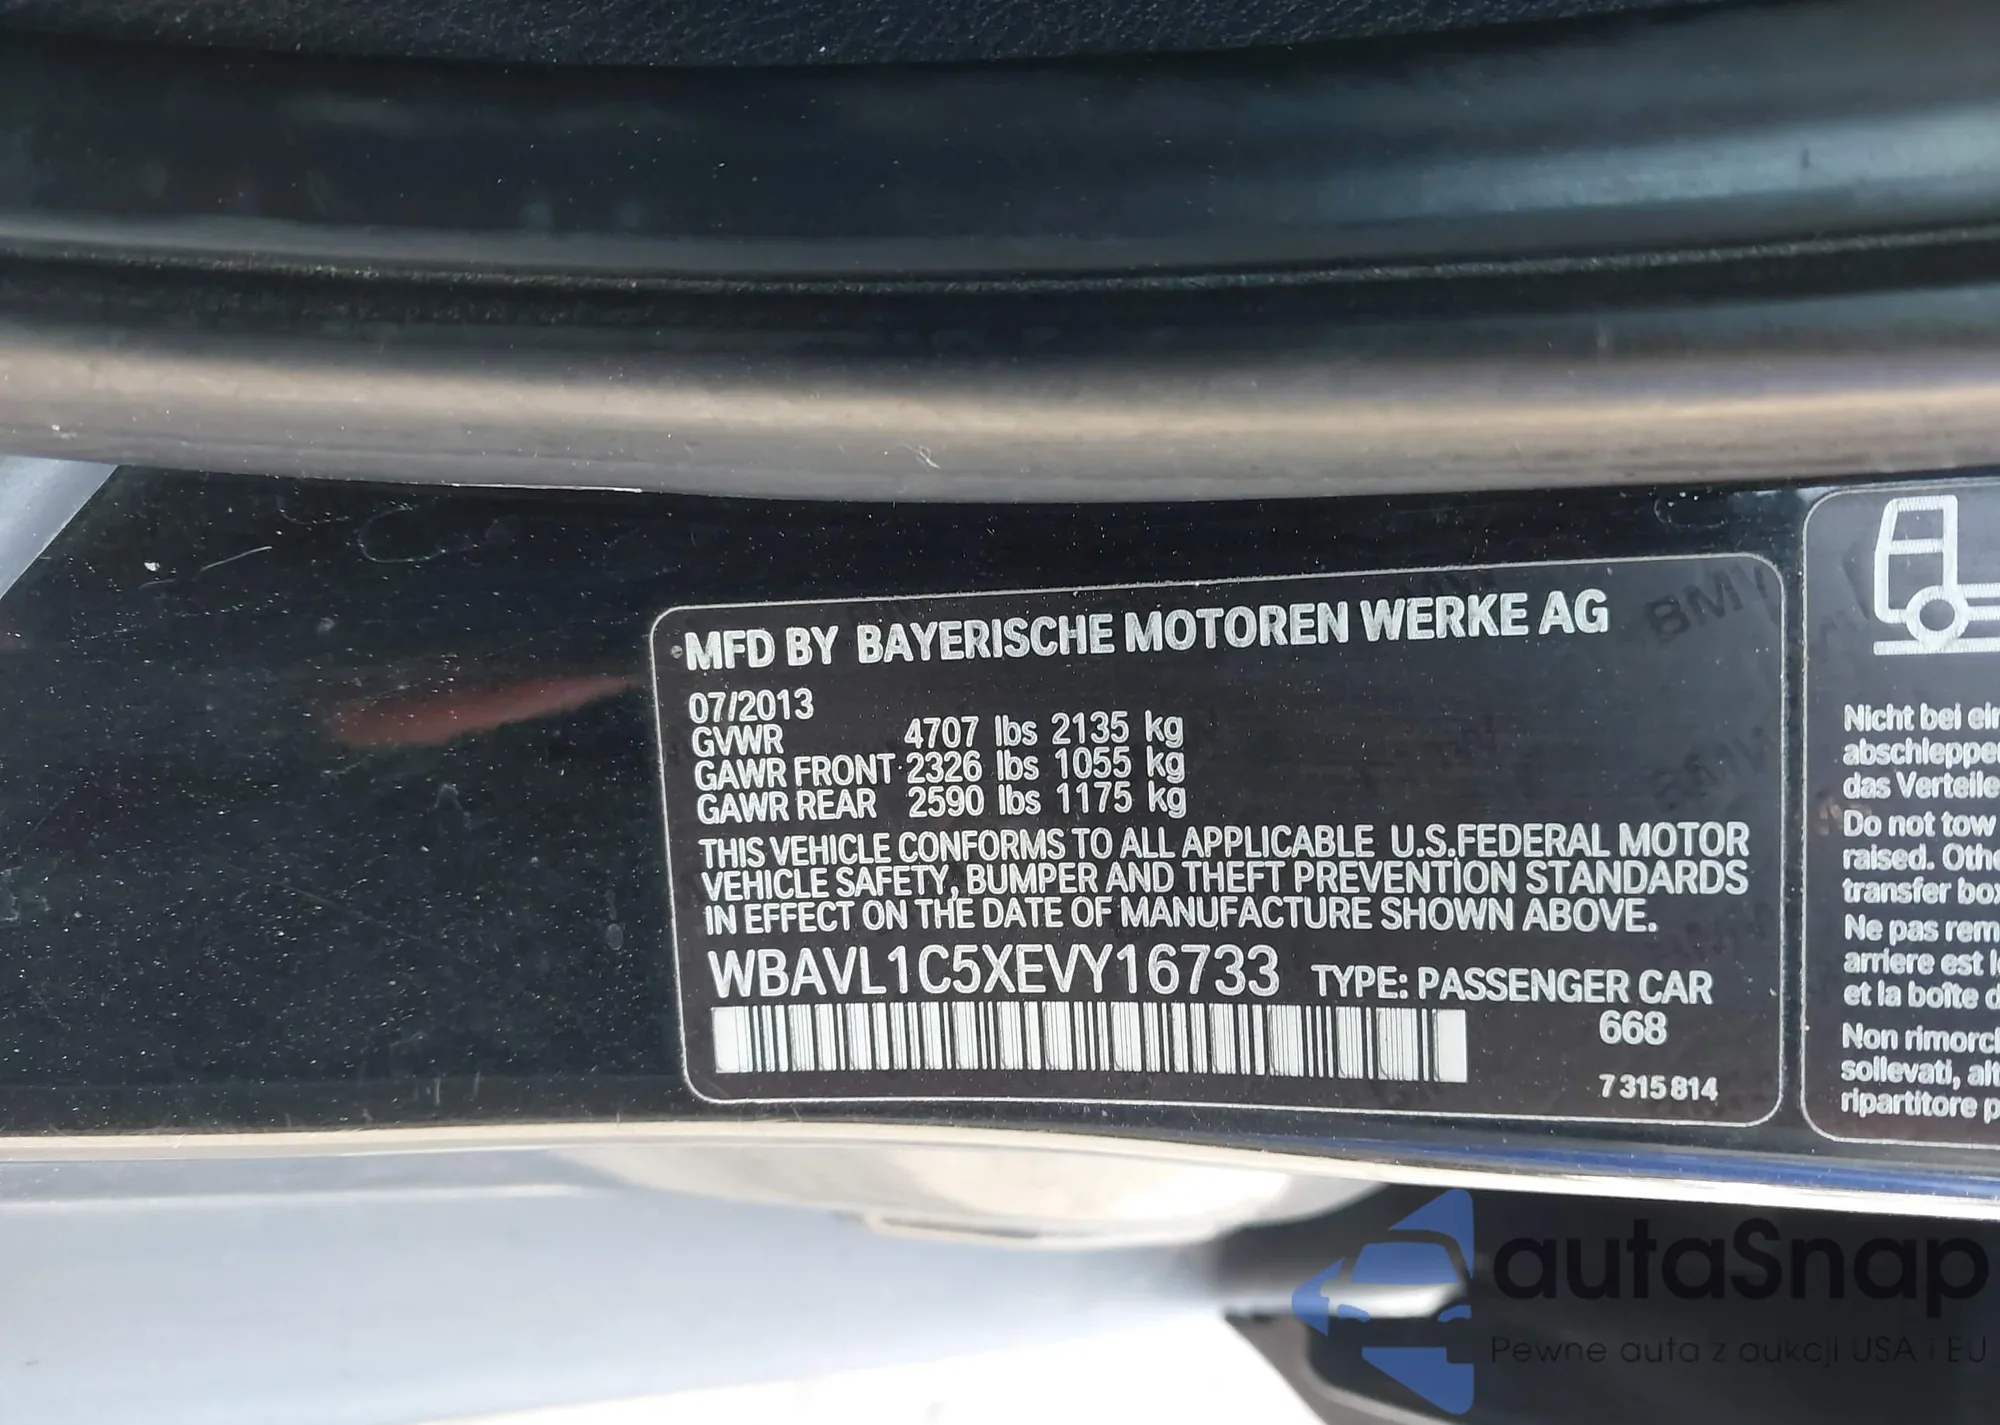 MFD BY BAYERISCHE MOTOREN WERKE AG
07/2013
GVWR 4707 lbs 2135 kg
GAWR FRONT 2326 lbs 1055 kg
GAWR REAR 2590 lbs 1175 kg
THIS VEHICLE CONFORMS TO ALL APPLICABLE U.S.FEDERAL MOTOR
VEHICLE SAFETY, BUMPER AND THEFT PREVENTION STANDARDS
IN EFFECT ON THE DATE OF MANUFACTURE SHOWN ABOVE.
WBAVL1C5XEVY16733 TYPE: PASSENGER CAR
668
7 315 814
Nicht bei ein
abschleppe
das Verteile
Do not tow
raised. Othe
transfer box
Ne pas rem
arriere est l
et la boîte d
Non rimorc
sollevati, alt
ripartitore p
autaSnap
Pewne auta z aukcji USA i EU